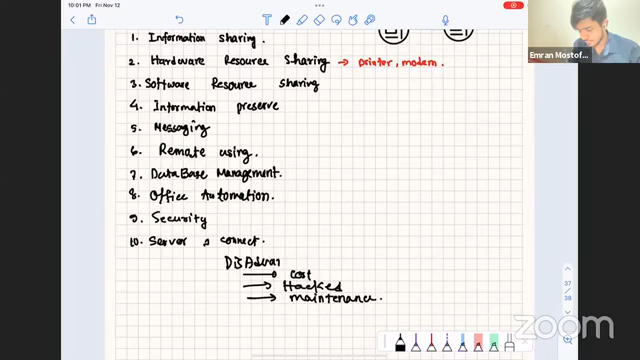 10:01 PM Fri Nov 12
1. Information sharing.
2. Hardware Resource Sharing → printer, modem.
3. Software Resource sharing
4. Information preserve
5. Messaging
6. Remate using.
7. DataBase Management.
8. Office Automation.
9. Security
10. Server connect.
DisAdvan
→ cost
→ Hacked
→ maintenance.
Emran Mostof...
37
38
zoom